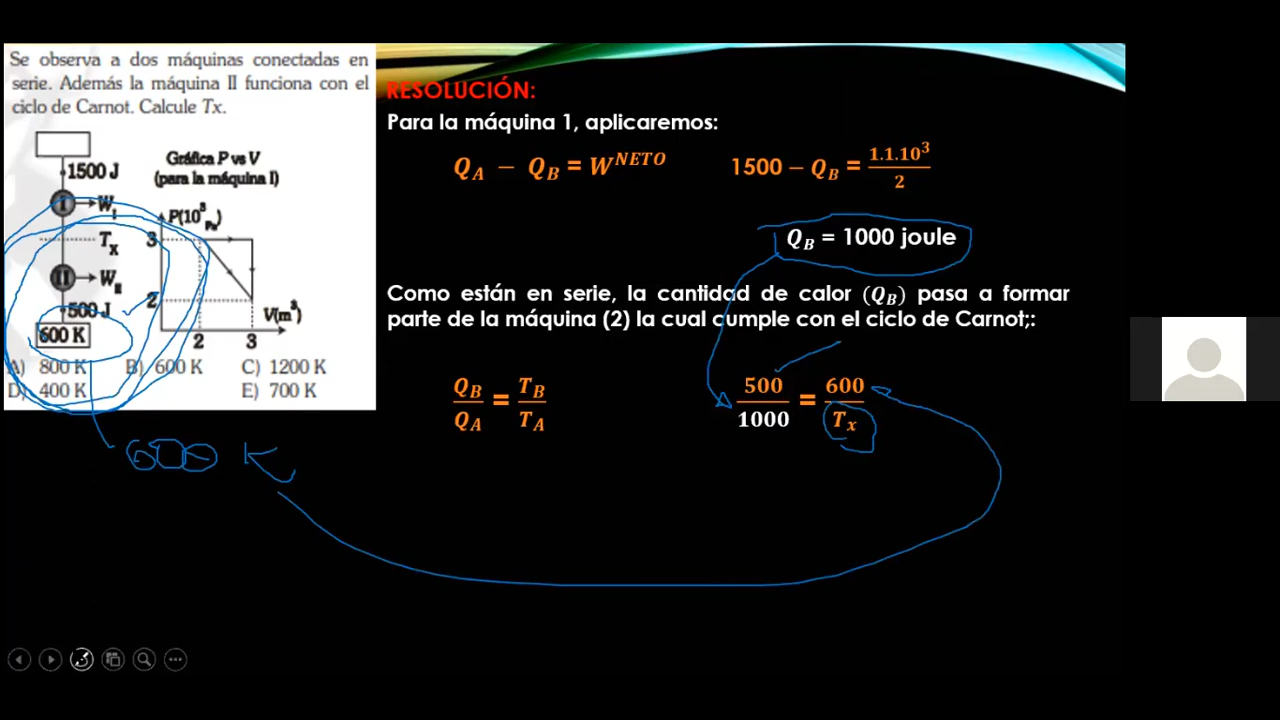 Se observa a dos máquinas conectadas en
serie. Además la máquina II funciona con el
ciclo de Carnot. Calcule Tx.
1500 J
Gráfica P vs V
(para la máquina I)
I
W_I
P(10³ Pa)
3
T_X
II
W_II
2
500 J
V(m³)
600 K
2 3
A) 800 K B) 600 K C) 1200 K
D) 400 K E) 700 K
RESOLUCIÓN:
Para la máquina 1, aplicaremos:
Q_A − Q_B = W^NETO 1500 − Q_B = 1.1.10³/2
Q_B = 1000 joule
Como están en serie, la cantidad de calor (Q_B) pasa a formar
parte de la máquina (2) la cual cumple con el ciclo de Carnot;:
Q_B/Q_A = T_B/T_A 500/1000 = 600/T_x
600 K